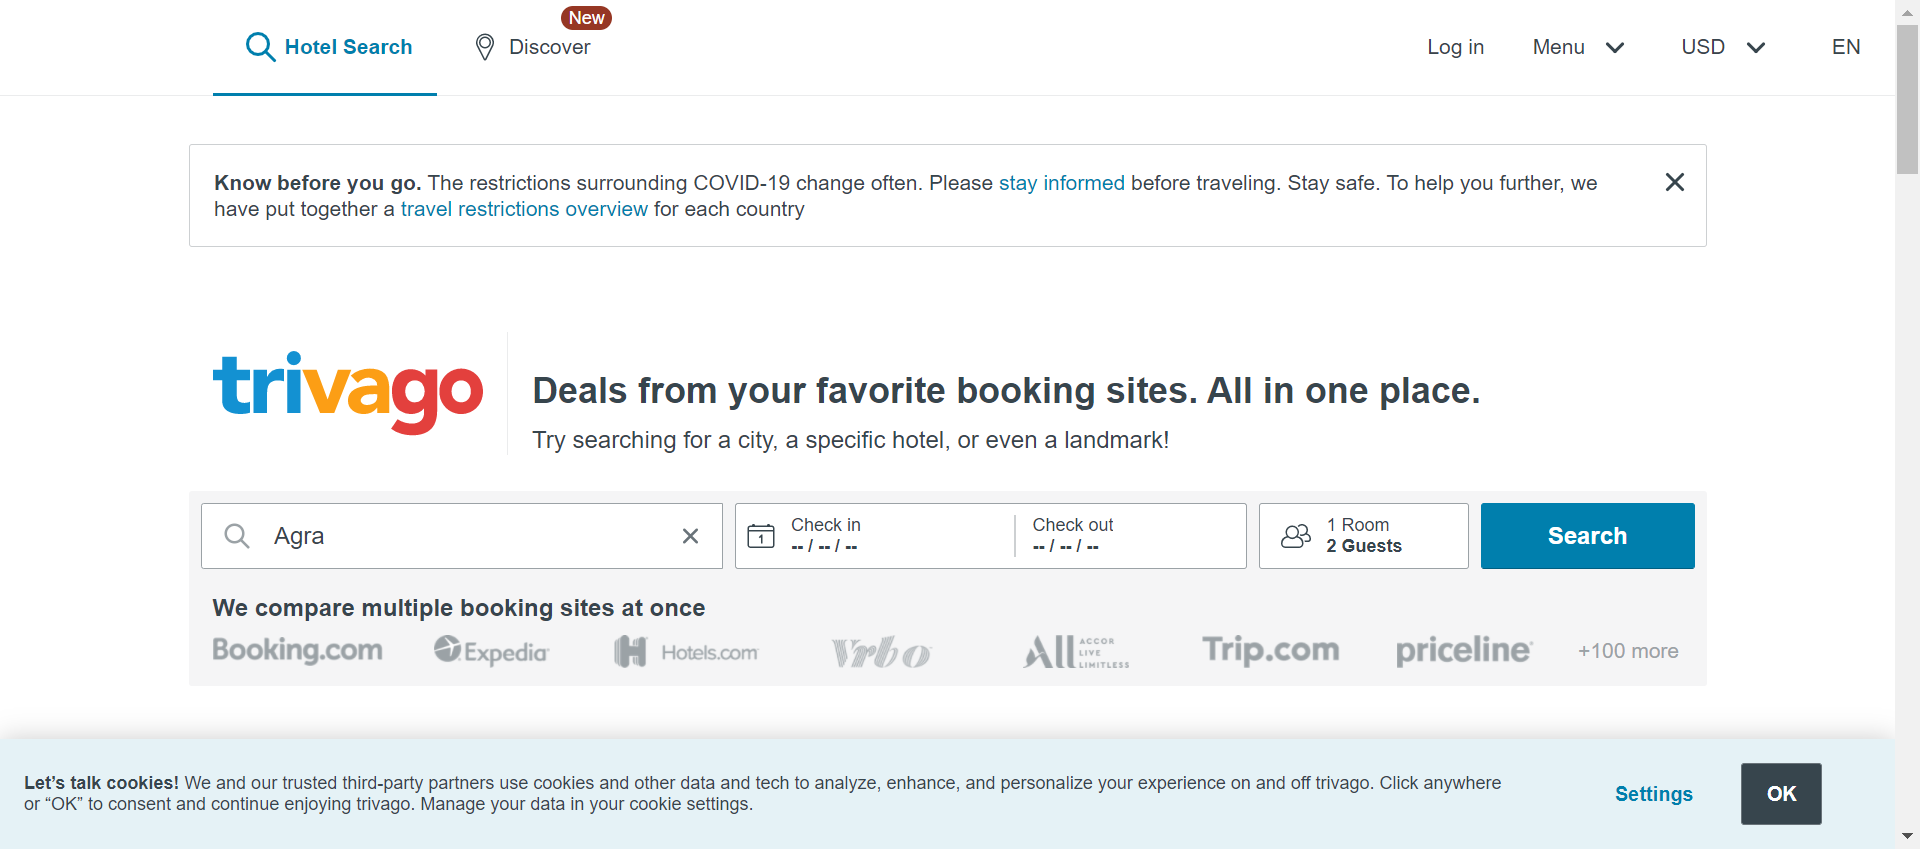 Hotel Search
New
Discover
Log in
Menu
USD
EN
Know before you go. The restrictions surrounding COVID-19 change often. Please stay informed before traveling. Stay safe. To help you further, we
have put together a travel restrictions overview for each country
trivago
Deals from your favorite booking sites. All in one place.
Try searching for a city, a specific hotel, or even a landmark!
Agra
1
Check in
-- / -- / --
Check out
-- / -- / --
1 Room
2 Guests
Search
We compare multiple booking sites at once
Booking.com
Expedia
H Hotels.com
Vrbo
All ACCOR
LIVE
LIMITLESS
Trip.com
priceline
+100 more
Let’s talk cookies! We and our trusted third-party partners use cookies and other data and tech to analyze, enhance, and personalize your experience on and off trivago. Click anywhere
or “OK” to consent and continue enjoying trivago. Manage your data in your cookie settings.
Settings
OK